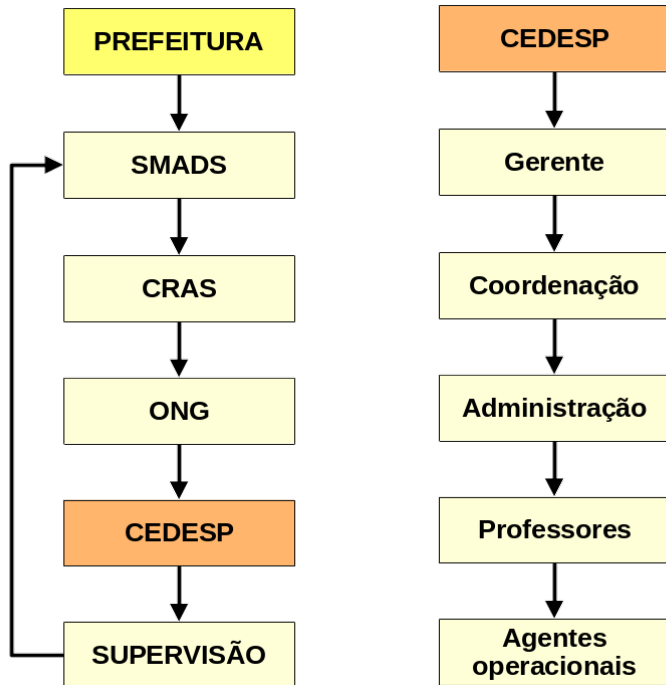 PREFEITURA
SMADS
CRAS
ONG
CEDESP
SUPERVISÃO
CEDESP
Gerente
Coordenação
Administração
Professores
Agentes
operacionais